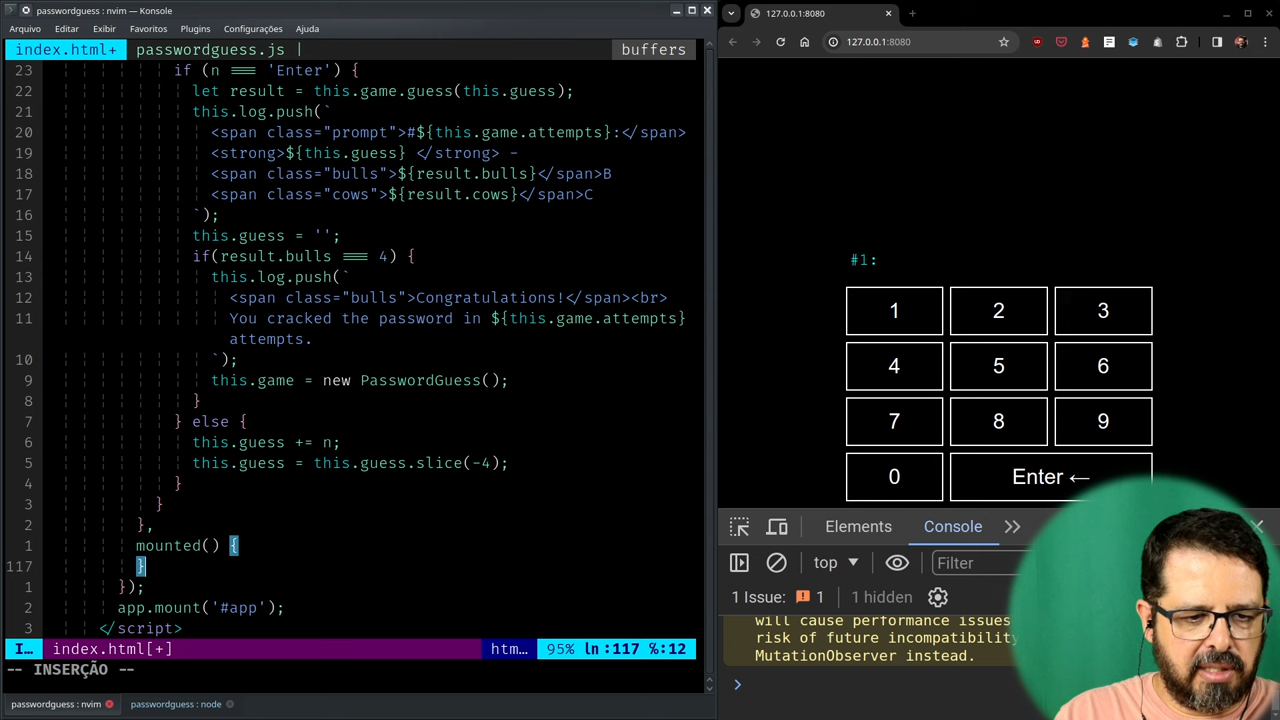 passwordguess : nvim — Konsole
Arquivo Editar Exibir Favoritos Plugins Configurações Ajuda
index.html+ passwordguess.js | buffers
23 if (n === 'Enter') {
22 let result = this.game.guess(this.guess);
21 this.log.push(`
20 <span class="prompt">#${this.game.attempts}:</span>
19 <strong>${this.guess} </strong> -
18 <span class="bulls">${result.bulls}</span>B
17 <span class="cows">${result.cows}</span>C
16 `);
15 this.guess = '';
14 if(result.bulls === 4) {
13 this.log.push(`
12 <span class="bulls">Congratulations!</span><br>
11 You cracked the password in ${this.game.attempts}
attempts.
10 `);
9 this.game = new PasswordGuess();
8 }
7 } else {
6 this.guess += n;
5 this.guess = this.guess.slice(-4);
4 }
3 }
2 },
1 mounted() {
117 }
1 });
2 app.mount('#app');
3 </script>
I... index.html[+] htm... 95% ln:117 %:12
-- INSERÇÃO --
passwordguess : nvim passwordguess : node
127.0.0.1:8080
127.0.0.1:8080
#1:
1 2 3
4 5 6
7 8 9
0 Enter ←
Elements Console
top Filter
1 Issue: 1 1 hidden
will cause performance issues
risk of future incompatibility
MutationObserver instead.